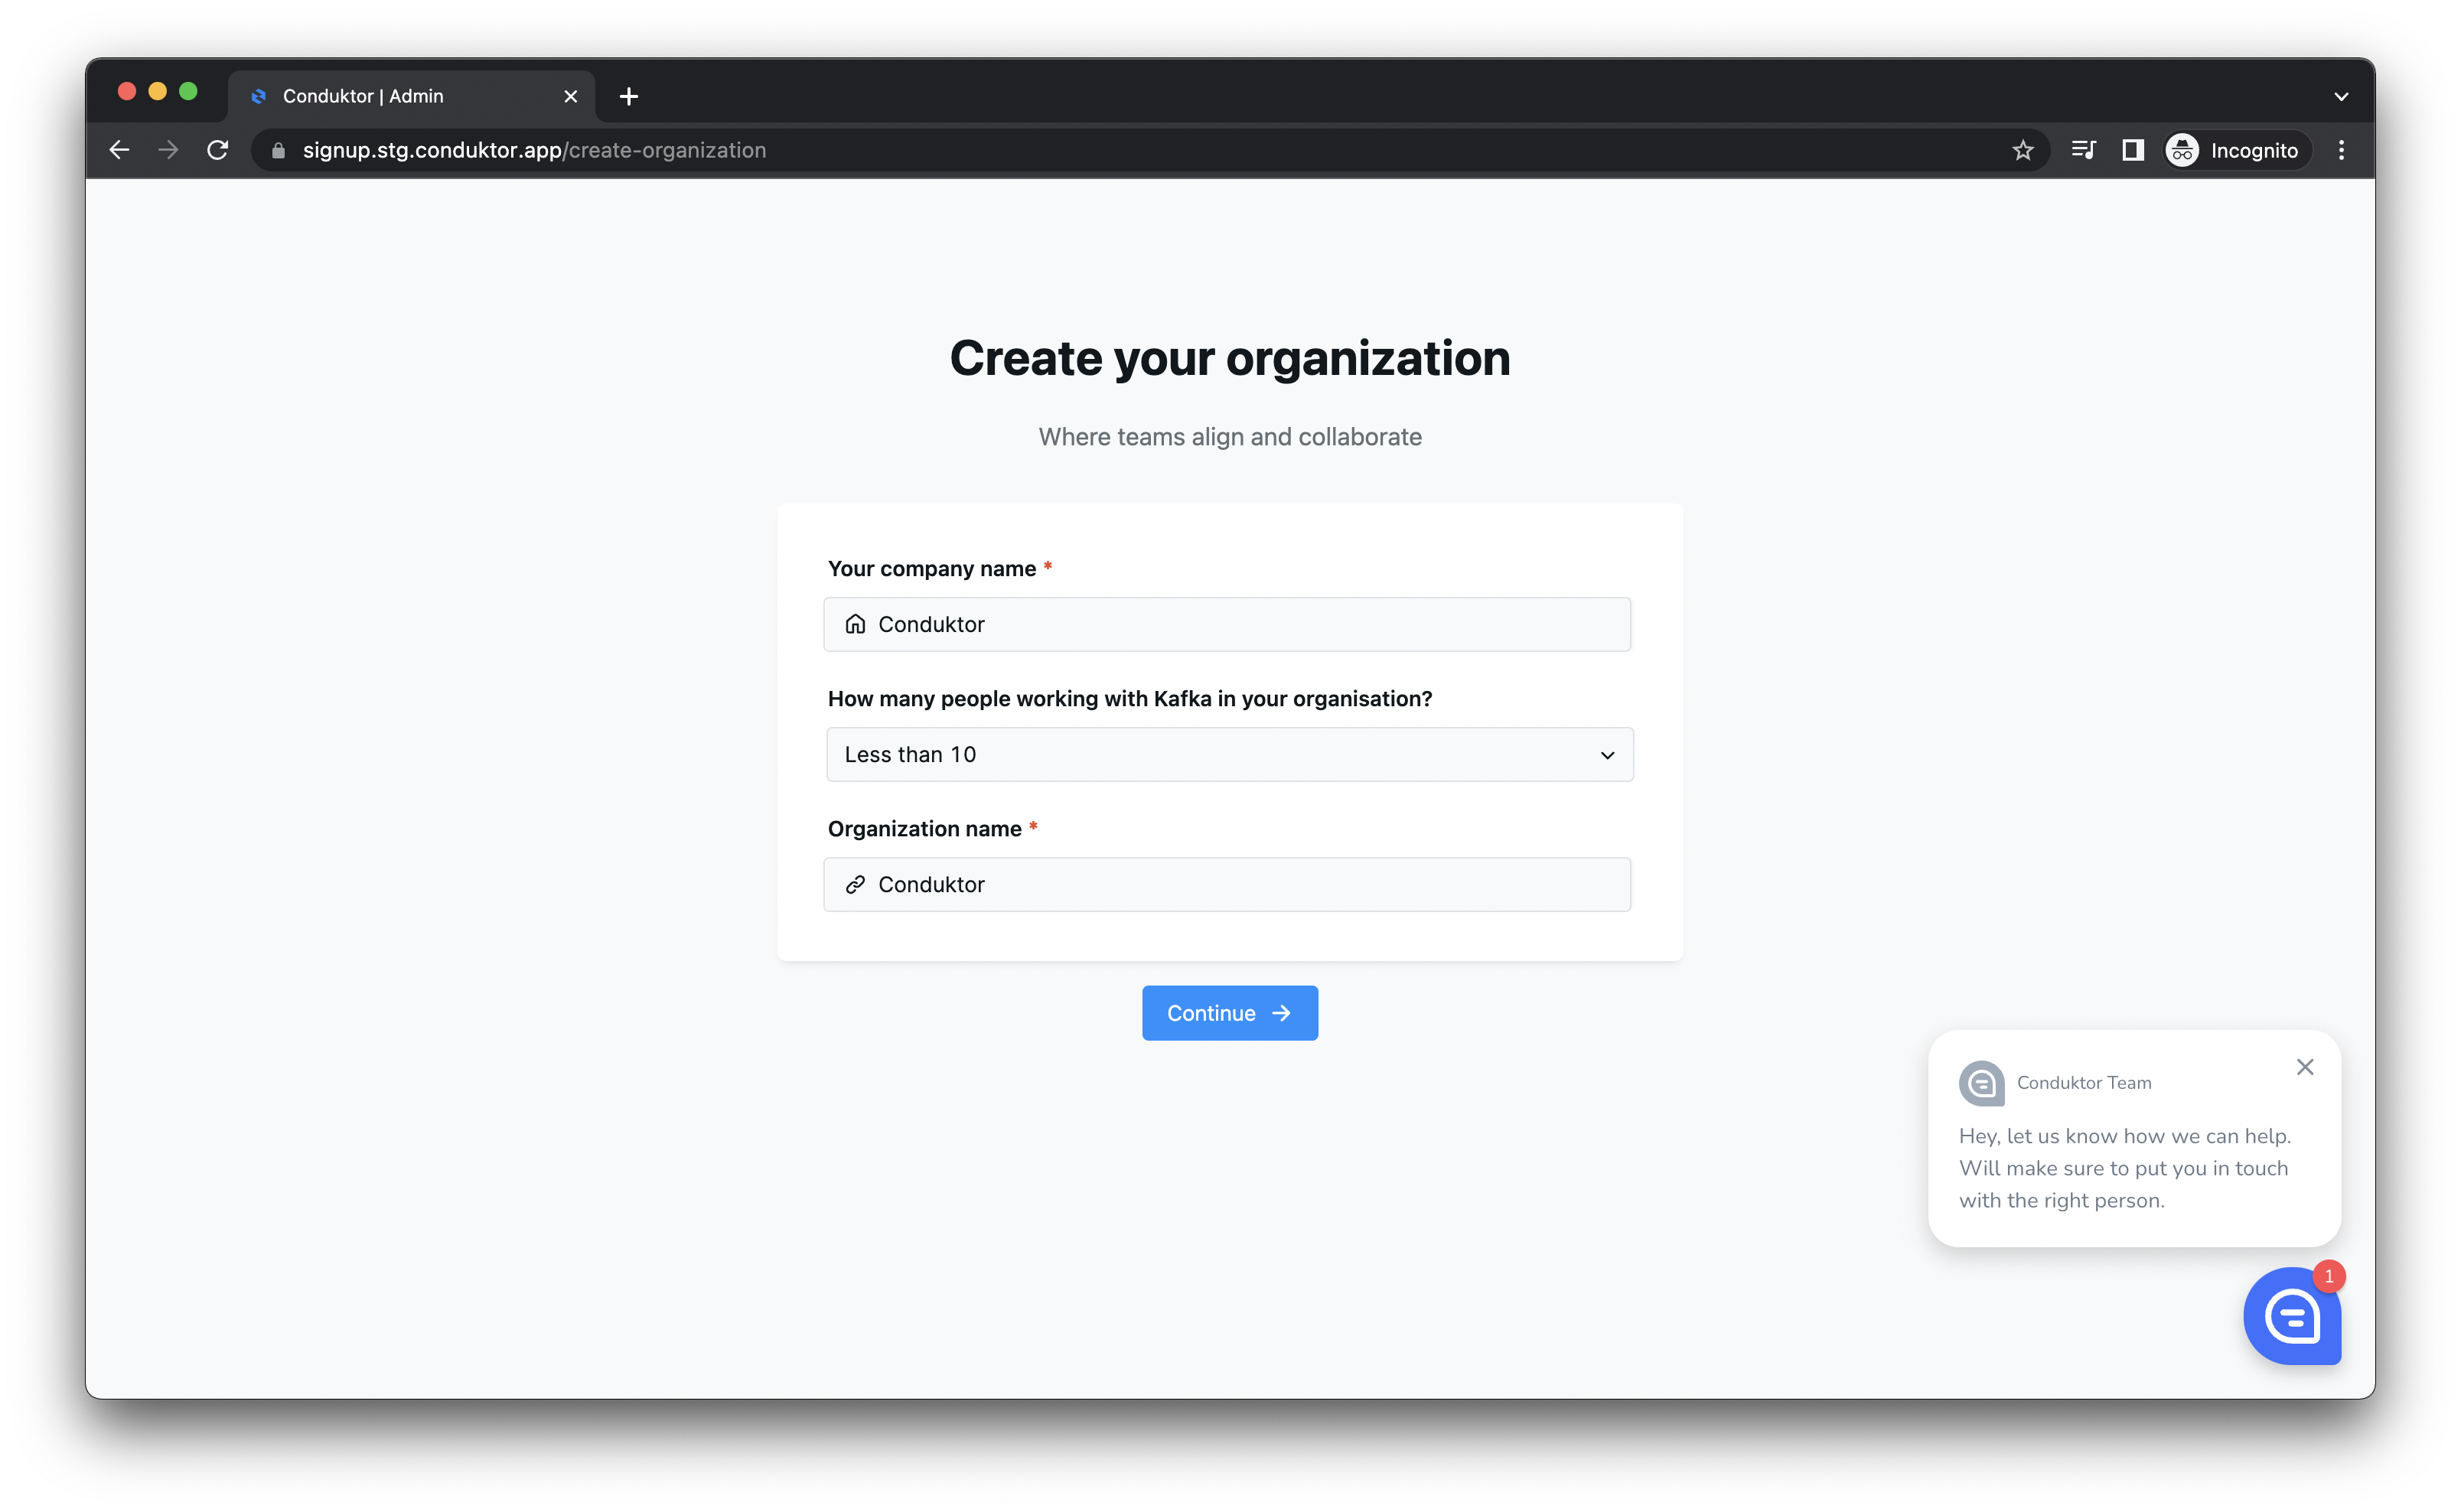 Conduktor | Admin
signup.stg.conduktor.app/create-organization
Incognito
Create your organization
Where teams align and collaborate
Your company name *
Conduktor
How many people working with Kafka in your organisation?
Less than 10
Organization name *
Conduktor
Continue
Conduktor Team
Hey, let us know how we can help.
Will make sure to put you in touch
with the right person.
1